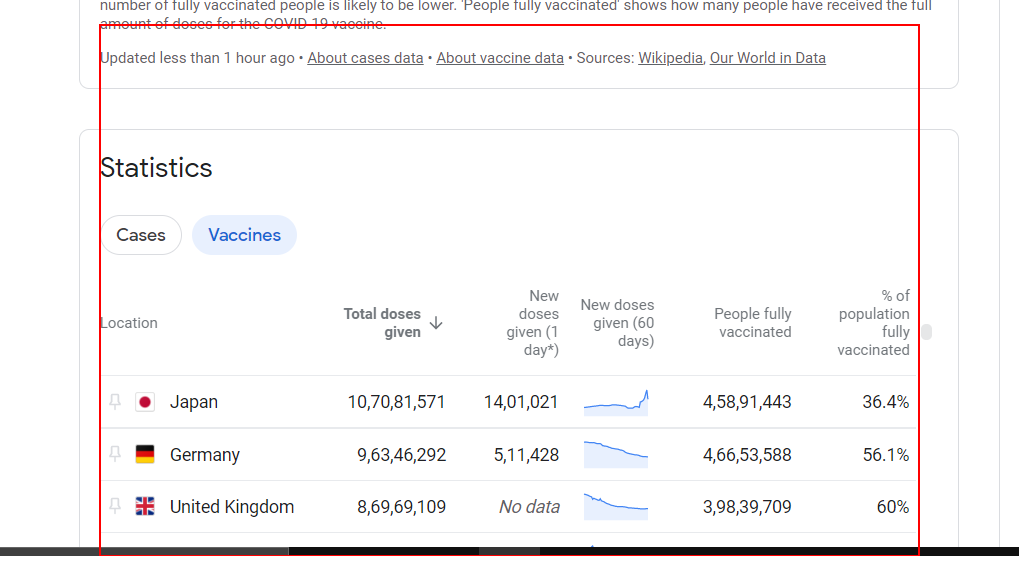 number of fully vaccinated people is likely to be lower. 'People fully vaccinated' shows how many people have received the full
amount of doses for the COVID-19 vaccine.
Updated less than 1 hour ago • About cases data • About vaccine data • Sources: Wikipedia, Our World in Data
Statistics
Cases Vaccines
Location Total doses given New doses given (1 day*) New doses given (60 days) People fully vaccinated % of population fully vaccinated
Japan 10,70,81,571 14,01,021 4,58,91,443 36.4%
Germany 9,63,46,292 5,11,428 4,66,53,588 56.1%
United Kingdom 8,69,69,109 No data 3,98,39,709 60%